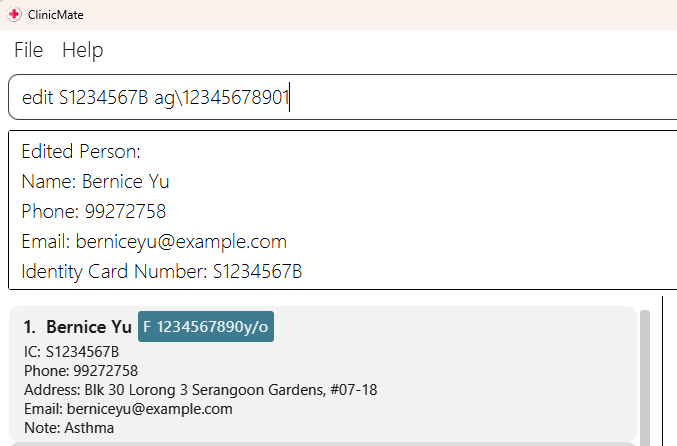 ClinicMate
File Help
edit S1234567B ag\12345678901
Edited Person:
Name: Bernice Yu
Phone: 99272758
Email: berniceyu@example.com
Identity Card Number: S1234567B
1. Bernice Yu F 1234567890y/o
IC: S1234567B
Phone: 99272758
Address: Blk 30 Lorong 3 Serangoon Gardens, #07-18
Email: berniceyu@example.com
Note: Asthma